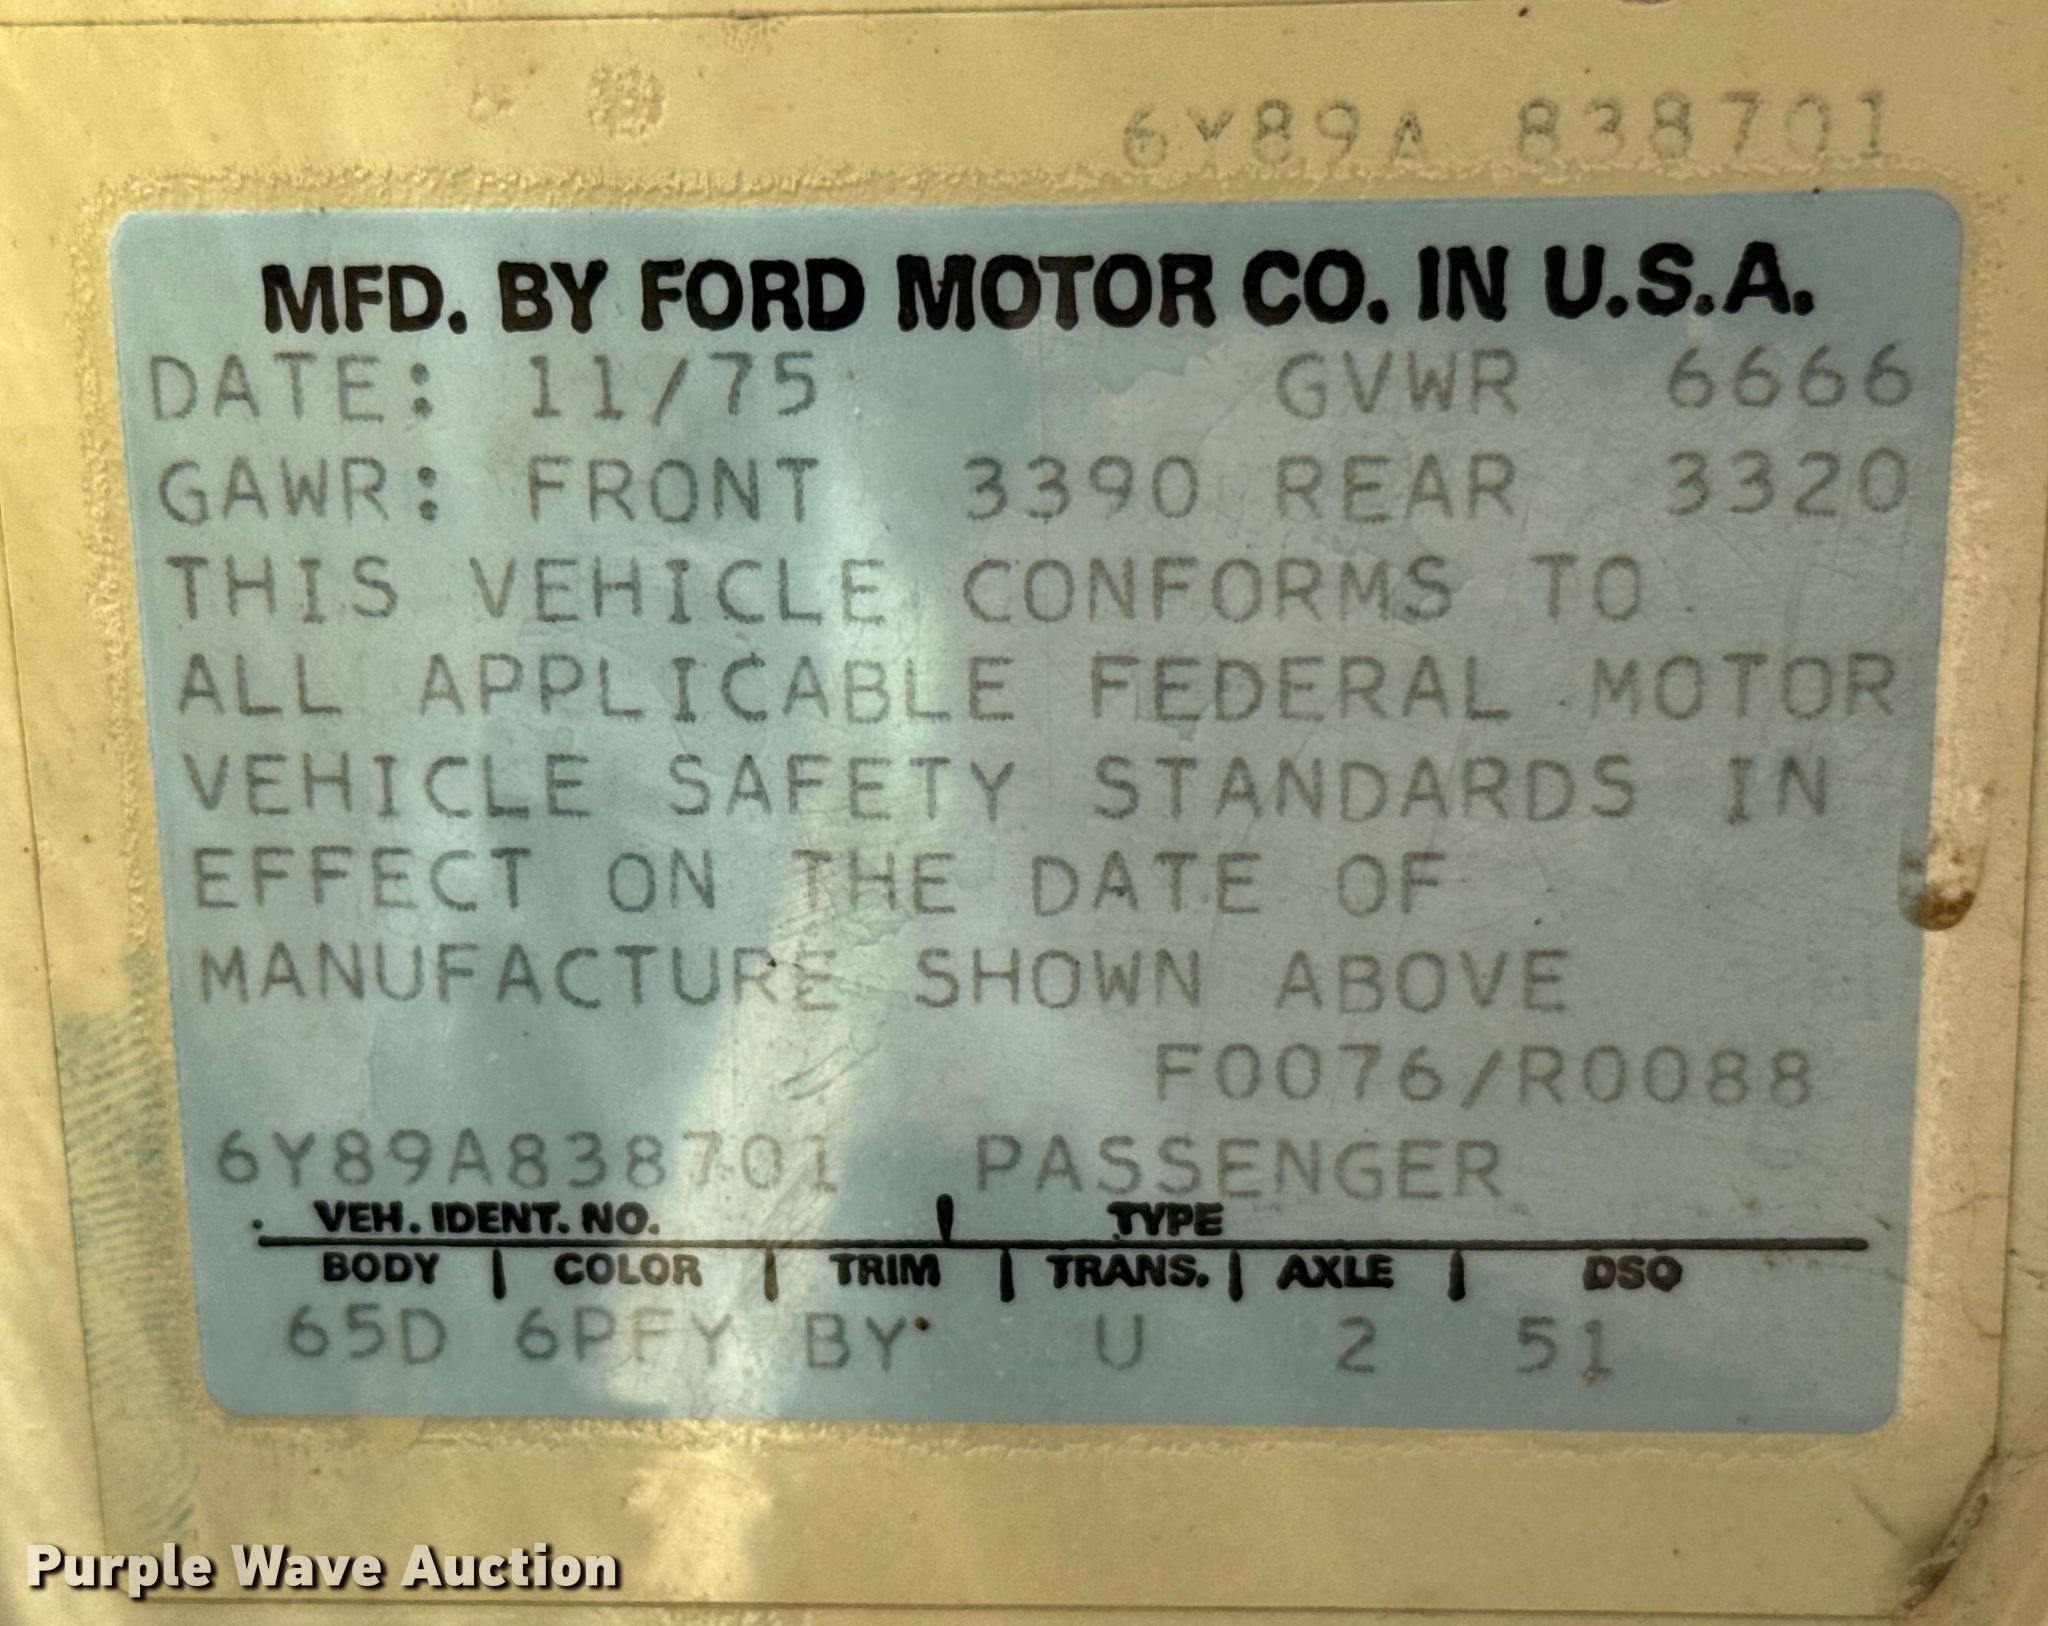 6Y89A 838701
MFD. BY FORD MOTOR CO. IN U.S.A.
DATE: 11/75 GVWR 6666
GAWR: FRONT 3390 REAR 3320
THIS VEHICLE CONFORMS TO
ALL APPLICABLE FEDERAL MOTOR
VEHICLE SAFETY STANDARDS IN
EFFECT ON THE DATE OF
MANUFACTURE SHOWN ABOVE
F0076/R0088
6Y89A838701 PASSENGER
VEH. IDENT. NO. TYPE
BODY COLOR TRIM TRANS. AXLE DSO
65D 6PFY BY U 2 51
Purple Wave Auction